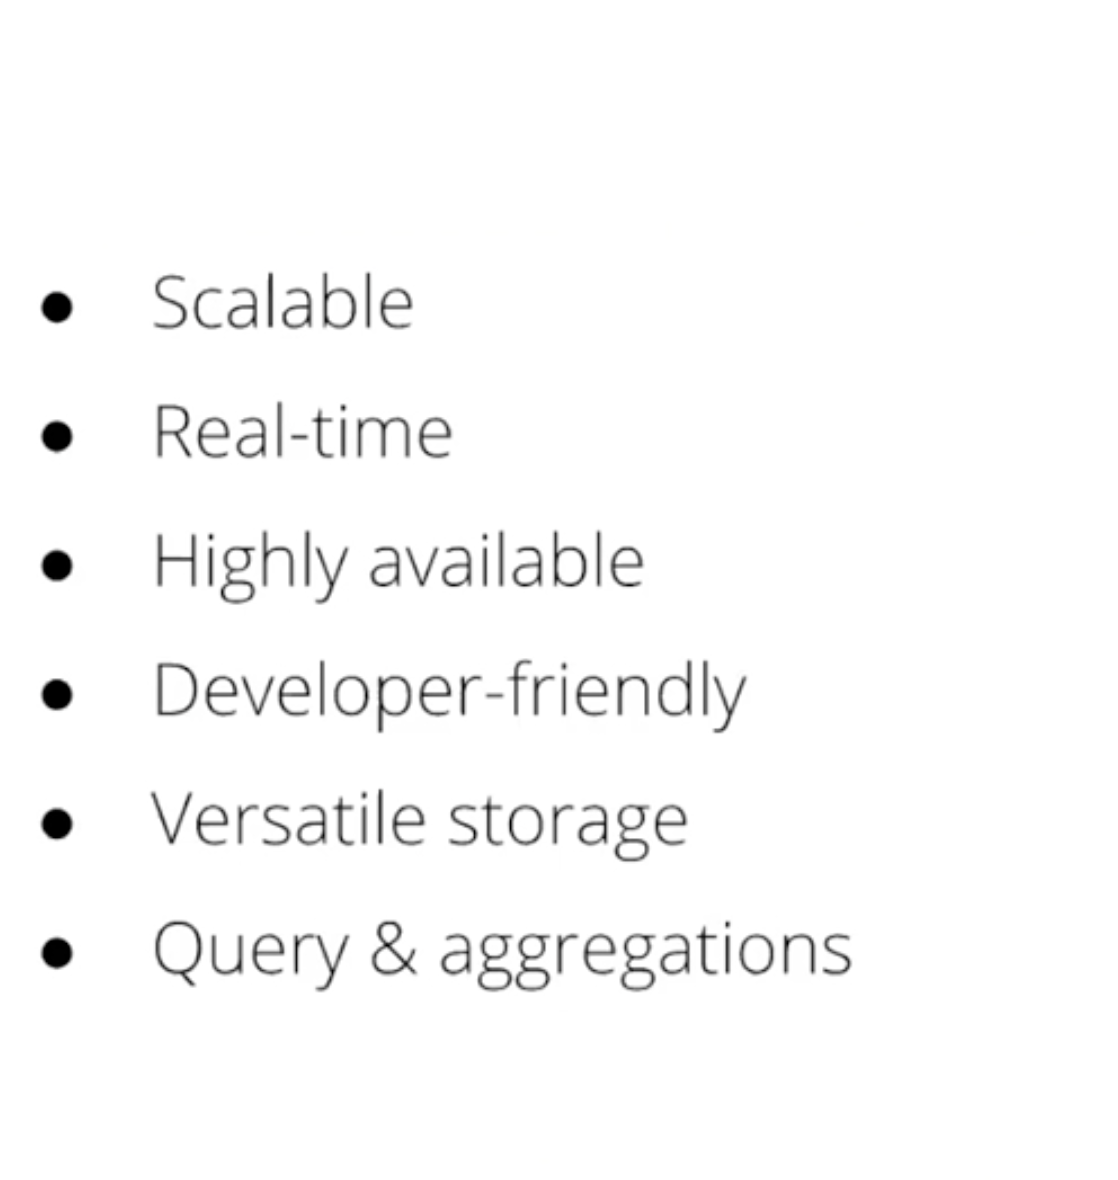 • Scalable
• Real-time
• Highly available
• Developer-friendly
• Versatile storage
• Query & aggregations